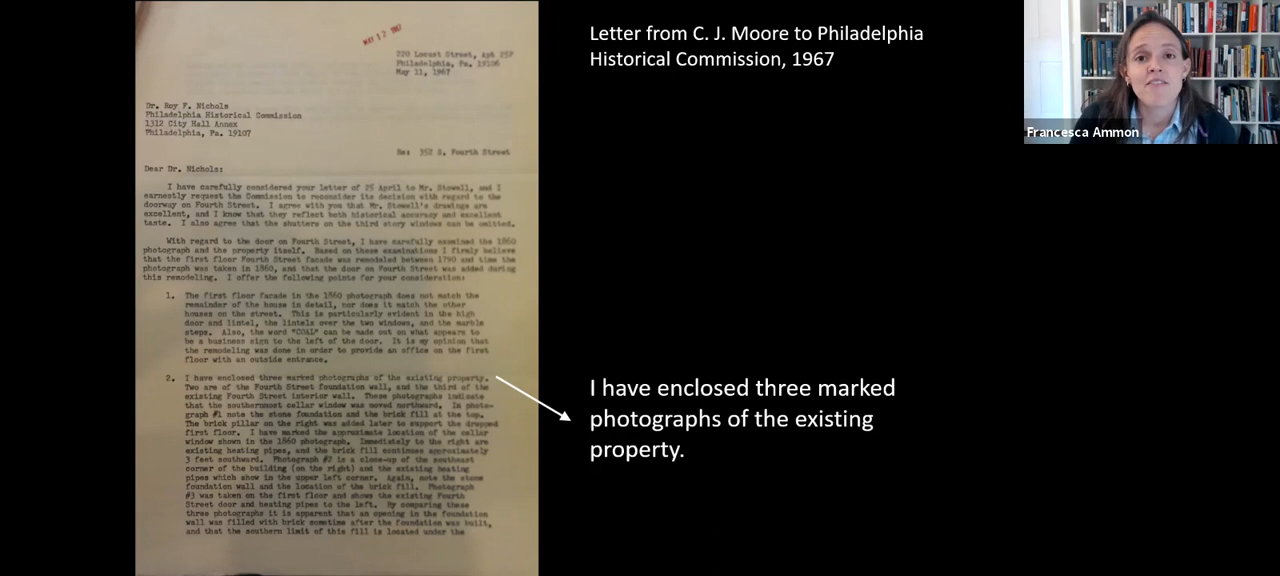 MAY 12 1967
220 Locust Street, Apt 25F
Philadelphia, Pa. 19106
May 11, 1967
Dr. Roy F. Nichols
Philadelphia Historical Commission
1312 City Hall Annex
Philadelphia, Pa. 19107
Re: 352 S. Fourth Street
Dear Dr. Nichols:
I have carefully considered your letter of 25 April to Mr. Stowell, and I
earnestly request the Commission to reconsider its decision with regard to the
doorway on Fourth Street. I agree with you that Mr. Stowell's drawings are
excellent, and I know that they reflect both historical accuracy and excellent
taste. I also agree that the shutters on the third story windows can be omitted.
With regard to the door on Fourth Street, I have carefully examined the 1860
photograph and the property itself. Based on these examinations I firmly believe
that the first floor Fourth Street facade was remodeled between 1790 and time the
photograph was taken in 1860, and that the door on Fourth Street was added during
this remodeling. I offer the following points for your consideration:
1. The first floor facade in the 1860 photograph does not match the
remainder of the house in detail, nor does it match the other
houses on the street. This is particularly evident in the high
door and lintel, the lintels over the two windows, and the marble
steps. Also, the word "COAL" can be made out on what appears to
be a business sign to the left of the door. It is my opinion that
the remodeling was done in order to provide an office on the first
floor with an outside entrance.
2. I have enclosed three marked photographs of the existing property.
Two are of the Fourth Street foundation wall, and the third of the
existing Fourth Street interior wall. These photographs indicate
that the southernmost cellar window was moved northward. In photo-
graph #1 note the stone foundation and the brick fill at the top.
The brick pillar on the right was added later to support the dropped
first floor. I have marked the approximate location of the cellar
window shown in the 1860 photograph. Immediately to the right are
existing heating pipes, and the brick fill continues approximately
3 feet southward. Photograph #2 is a close-up of the southeast
corner of the building (on the right) and the existing heating
pipes which show in the upper left corner. Again, note the stone
foundation wall and the location of the brick fill. Photograph
#3 was taken on the first floor and shows the existing Fourth
Street door and heating pipes to the left. By comparing these
three photographs it is apparent that an opening in the foundation
wall was filled with brick sometime after the foundation was built,
and that the southern limit of this fill is located under the
Letter from C. J. Moore to Philadelphia
Historical Commission, 1967
I have enclosed three marked
photographs of the existing
property.
Francesca Ammon